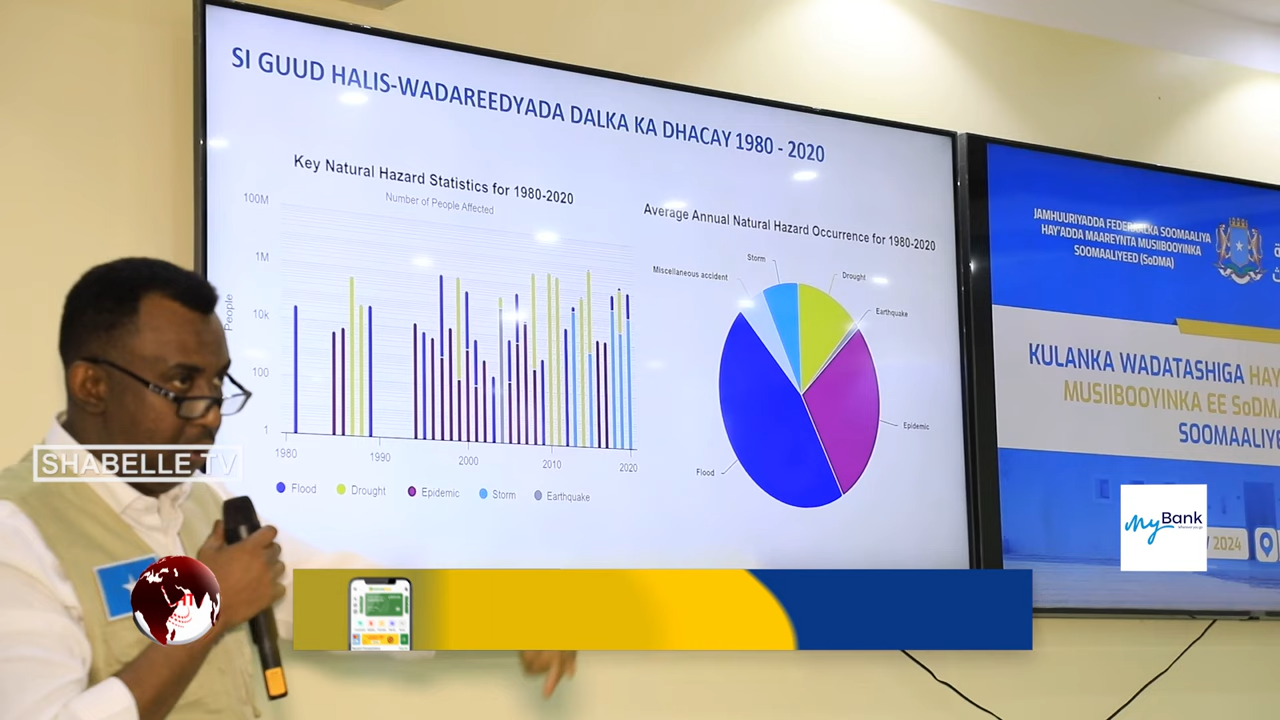 SI GUUD HALIS-WADAREEDYADA DALKA KA DHACAY 1980 - 2020
Key Natural Hazard Statistics for 1980-2020
Number of People Affected
100M
1M
10k
100
1
People
1980
1990
2000
2010
2020
Flood
Drought
Epidemic
Storm
Earthquake
Average Annual Natural Hazard Occurrence for 1980-2020
Storm
Miscellaneous accident
Drought
Earthquake
Epidemic
Flood
JAMHUURIYADDA FEDERAALKA SOOMAALIYA
HAY'ADDA MAAREYNTA MUSIIBOOYINKA
SOOMAALIYEED (SoDMA)
KULANKA WADATASHIGA HAY
MUSIIBOOYINKA EE SoDMA
SOOMAALIYE
2024
SHABELLE TV
My Bank